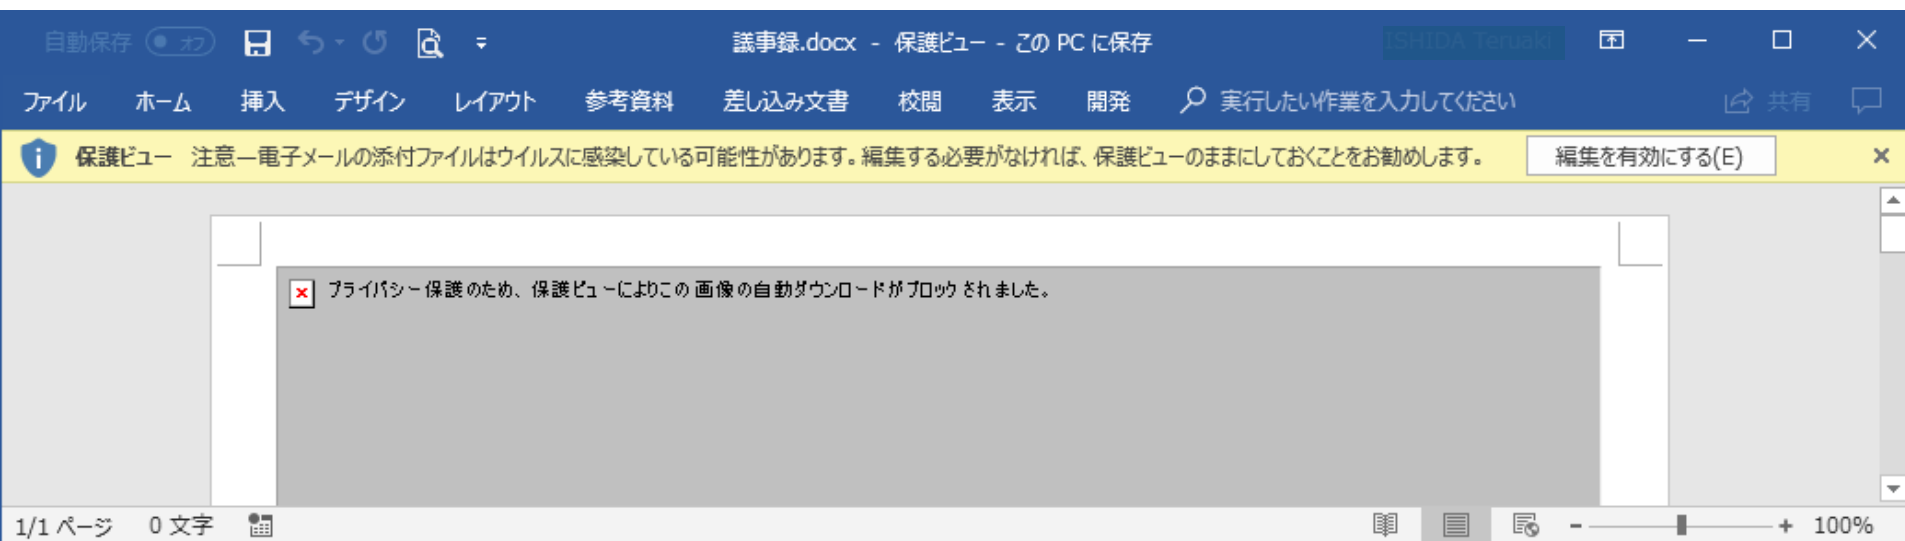 自動保存 オフ 議事録.docx - 保護ビュー - この PC に保存 ISHIDA Teruaki
ファイル ホーム 挿入 デザイン レイアウト 参考資料 差し込み文書 校閲 表示 開発 実行したい作業を入力してください 共有
保護ビュー 注意—電子メールの添付ファイルはウイルスに感染している可能性があります。編集する必要がなければ、保護ビューのままにしておくことをお勧めします。 編集を有効にする(E)
プライバシー保護のため、保護ビューによりこの画像の自動ダウンロードがブロックされました。
1/1 ページ 0 文字 100%